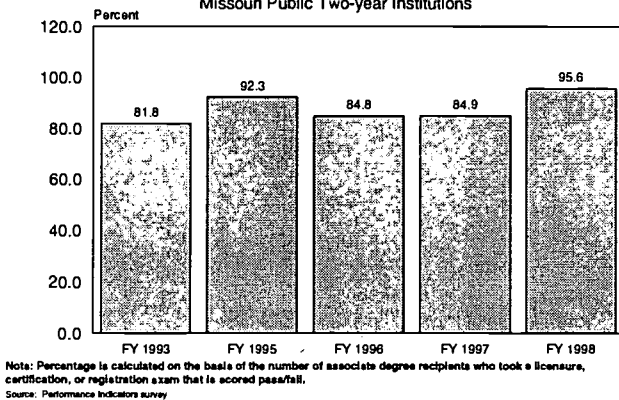 Missouri Public Two-year Institutions
Percent
120.0
100.0
80.0
60.0
40.0
20.0
0.0
81.8
92.3
84.8
84.9
95.6
FY 1993
FY 1995
FY 1996
FY 1997
FY 1998
Note: Percentage is calculated on the basis of the number of associate degree recipients who took a licensure,
certification, or registration exam that is scored pass/fail.
Source: Performance Indicators survey